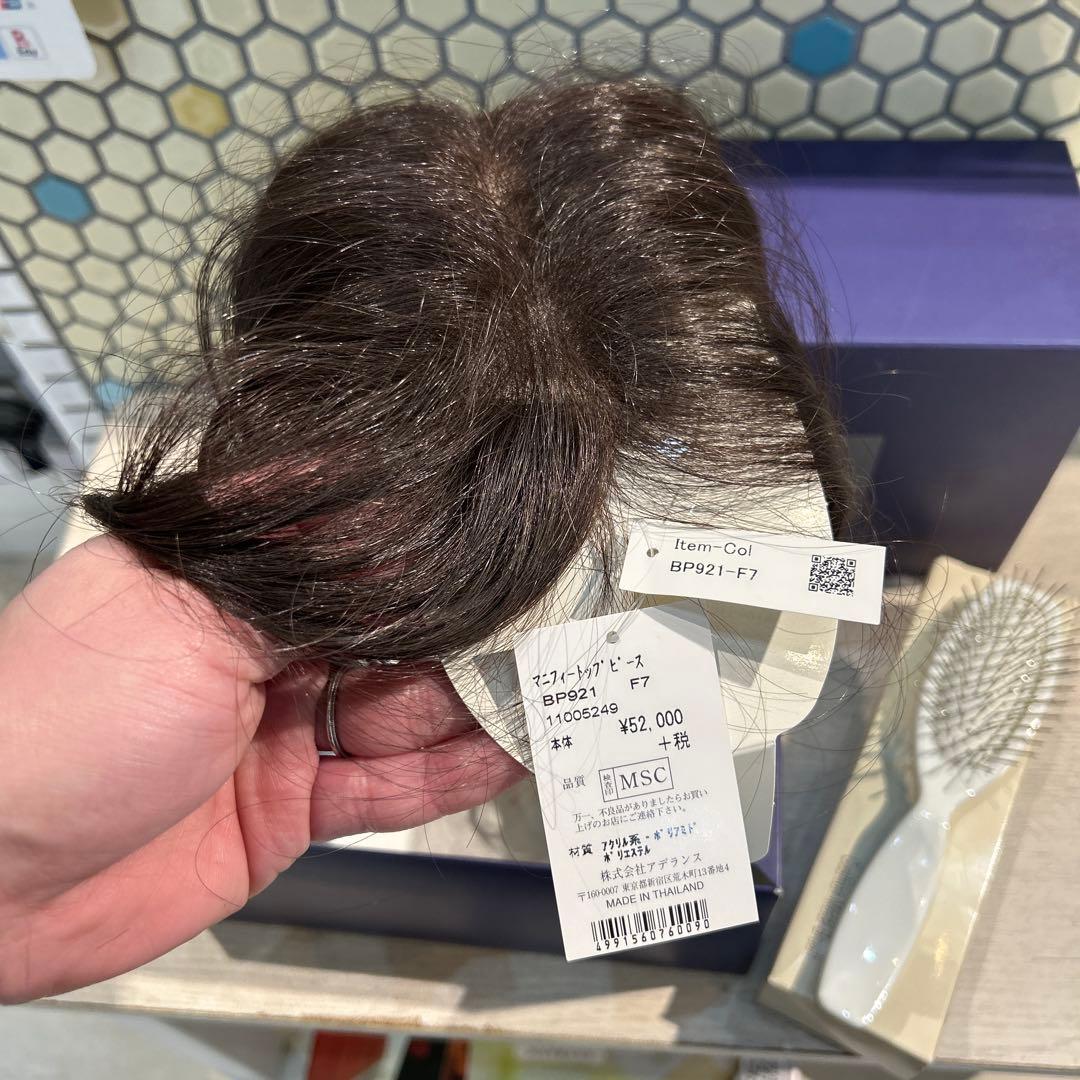 Item-Col
BP921-F7
マニフィートップピース
BP921 F7
11005249
本体 ¥52,000
+税
品質 検査印 MSC
万一、不良品がありましたらお買い
上げのお店にご連絡下さい。
材質 アクリル系・ポリアミド
ポリエステル
株式会社アデランス
〒160-0007 東京都新宿区荒木町13番地4
MADE IN THAILAND
4991560760090